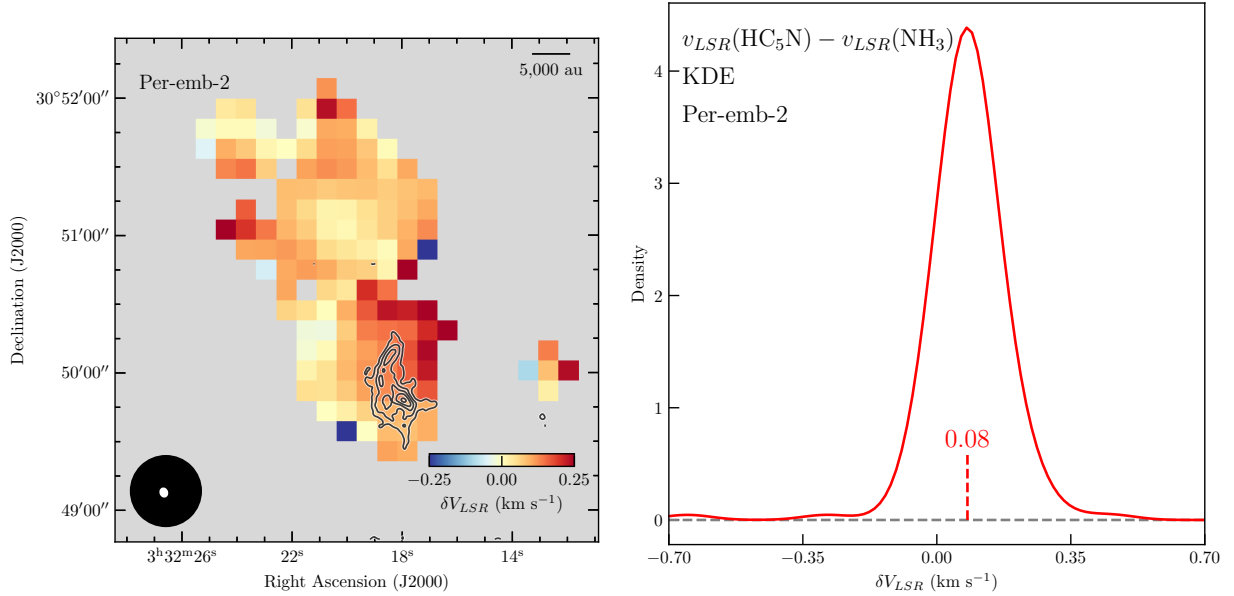 Per-emb-2
5,000 au
30°52′00″
51′00″
50′00″
49′00″
Declination (J2000)
−0.25 0.00 0.25
δV_LSR (km s⁻¹)
3ʰ32ᵐ26ˢ 22ˢ 18ˢ 14ˢ
Right Ascension (J2000)
v_LSR(HC₅N) − v_LSR(NH₃)
KDE
Per-emb-2
4
3
2
1
0
Density
0.08
−0.70 −0.35 0.00 0.35 0.70
δV_LSR (km s⁻¹)